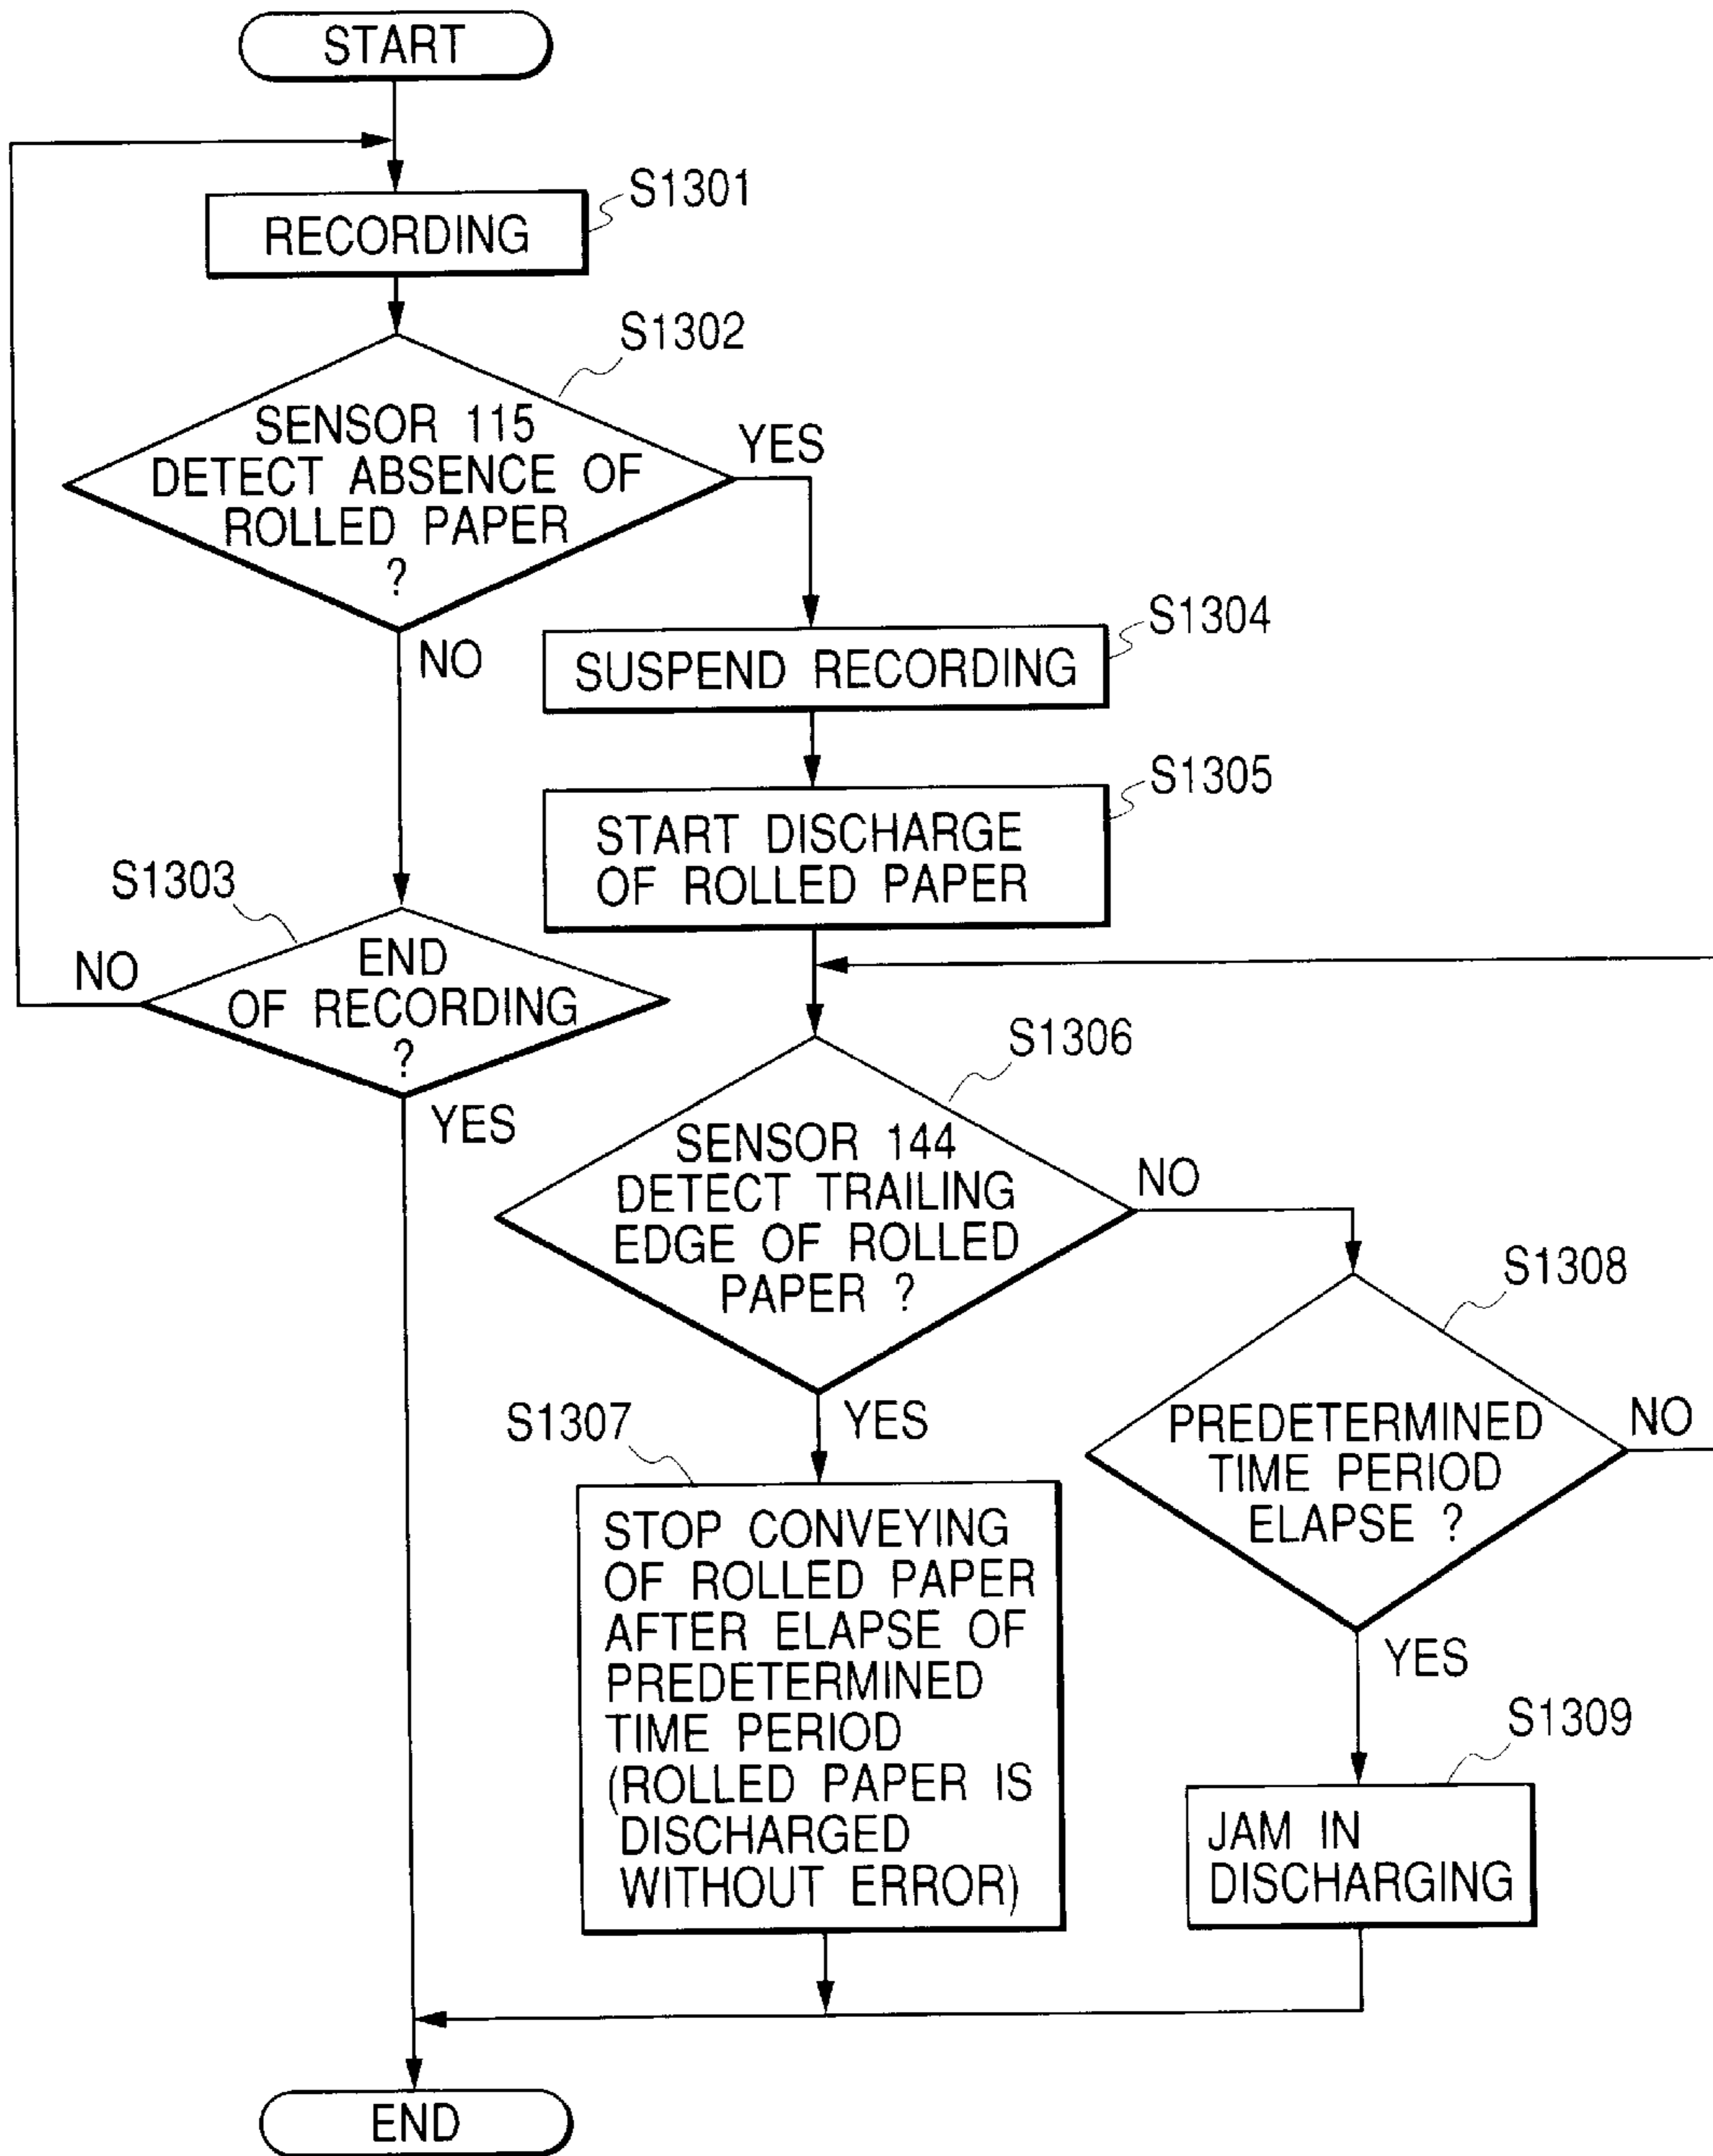 START
S1301
RECORDING
S1302
SENSOR 115
DETECT ABSENCE OF
ROLLED PAPER
?
YES
NO
S1304
SUSPEND RECORDING
S1305
START DISCHARGE
OF ROLLED PAPER
S1303
END
OF RECORDING
?
NO
YES
S1306
SENSOR 144
DETECT TRAILING
EDGE OF ROLLED
PAPER ?
NO
YES
S1308
PREDETERMINED
TIME PERIOD
ELAPSE ?
NO
YES
S1307
STOP CONVEYING
OF ROLLED PAPER
AFTER ELAPSE OF
PREDETERMINED
TIME PERIOD
(ROLLED PAPER IS
DISCHARGED
WITHOUT ERROR)
S1309
JAM IN
DISCHARGING
END